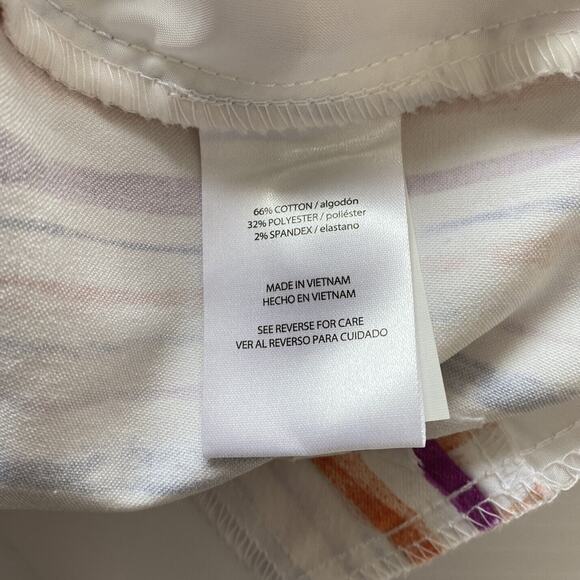 66% COTTON / algodón
32% POLYESTER / poliéster
2% SPANDEX / elastano
MADE IN VIETNAM
HECHO EN VIETNAM
SEE REVERSE FOR CARE
VER AL REVERSO PARA CUIDADO